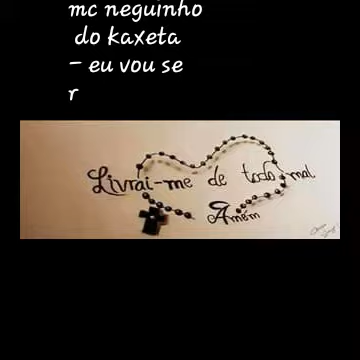 mc neguinho
do kaxeta
- eu vou se
r
Livrai-me de todo mal
Amém